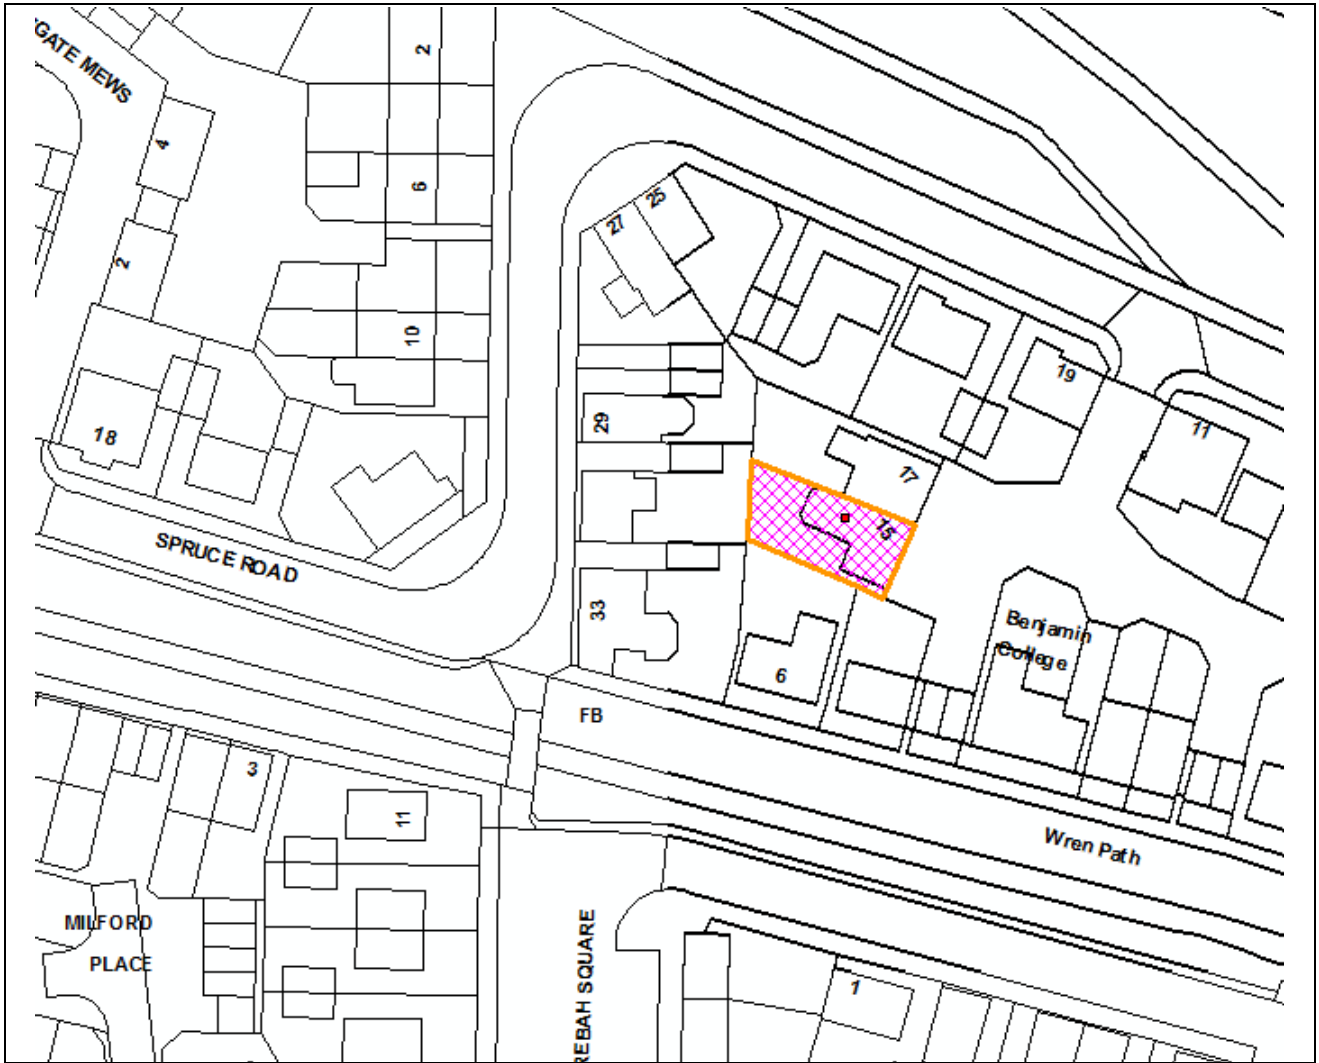 GATE MEWS
2
4
6
25
27
2
10
19
29
11
18
17
15
SPRUCE ROAD
33
Benjamin
College
6
FB
3
11
Wren Path
MILFORD
PLACE
REBAH SQUARE
1